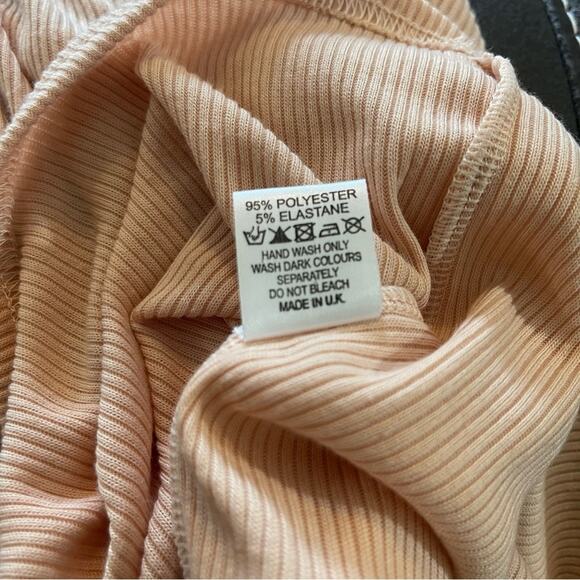 95% POLYESTER
5% ELASTANE
HAND WASH ONLY
WASH DARK COLOURS
SEPARATELY
DO NOT BLEACH
MADE IN U.K.